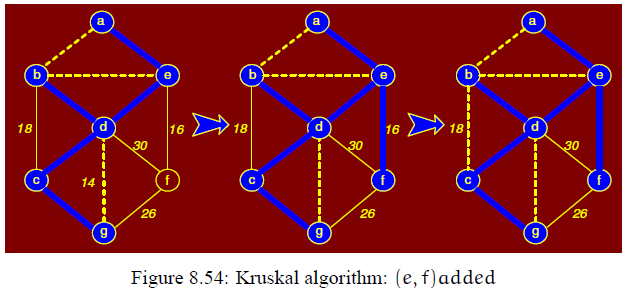 a a a
b e b e b e
d d d
18 16 18 16 18
30 30 30
c 14 f c f c f
26 26 26
g g g
Figure 8.54: Kruskal algorithm: (e, f)added